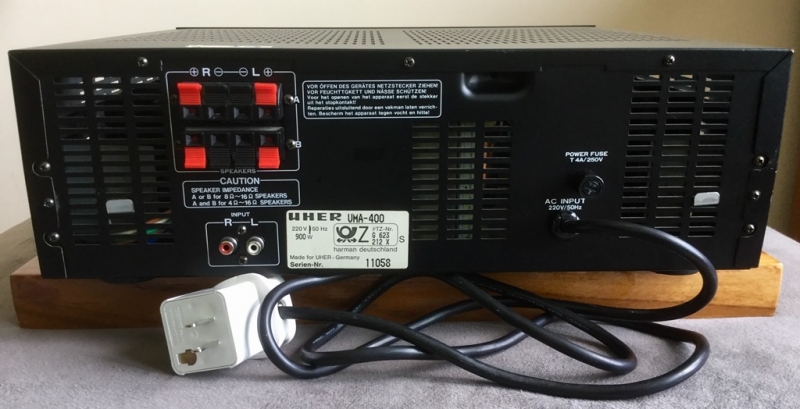 ⊕ R ⊖ ⊖ L ⊕
A
B
SPEAKERS
CAUTION
SPEAKER IMPEDANCE
A or B for 8Ω~16Ω SPEAKERS
A and B for 4Ω~16Ω SPEAKERS
INPUT
R L
VOR ÖFFEN DES GERÄTES NETZSTECKER ZIEHEN!
VOR FEUCHTTGKETT UND NÄSSE SCHÜTZEN!
Voor het openen van het apparaat eerst de stekker
uit het stopkontakt!
Reparaties uitsluitend door een vakman laten verrich-
ten. Bescherm het apparaat tegen vocht en hitte!
UHER UMA-400
220 V 50 Hz
900 W
Z
FTZ-Nr.
G 623
212 X
S
harman deutschland
Made for UHER-Germany
Serien-Nr. 11058
POWER FUSE
T 4A/250V
AC INPUT
220V/50Hz